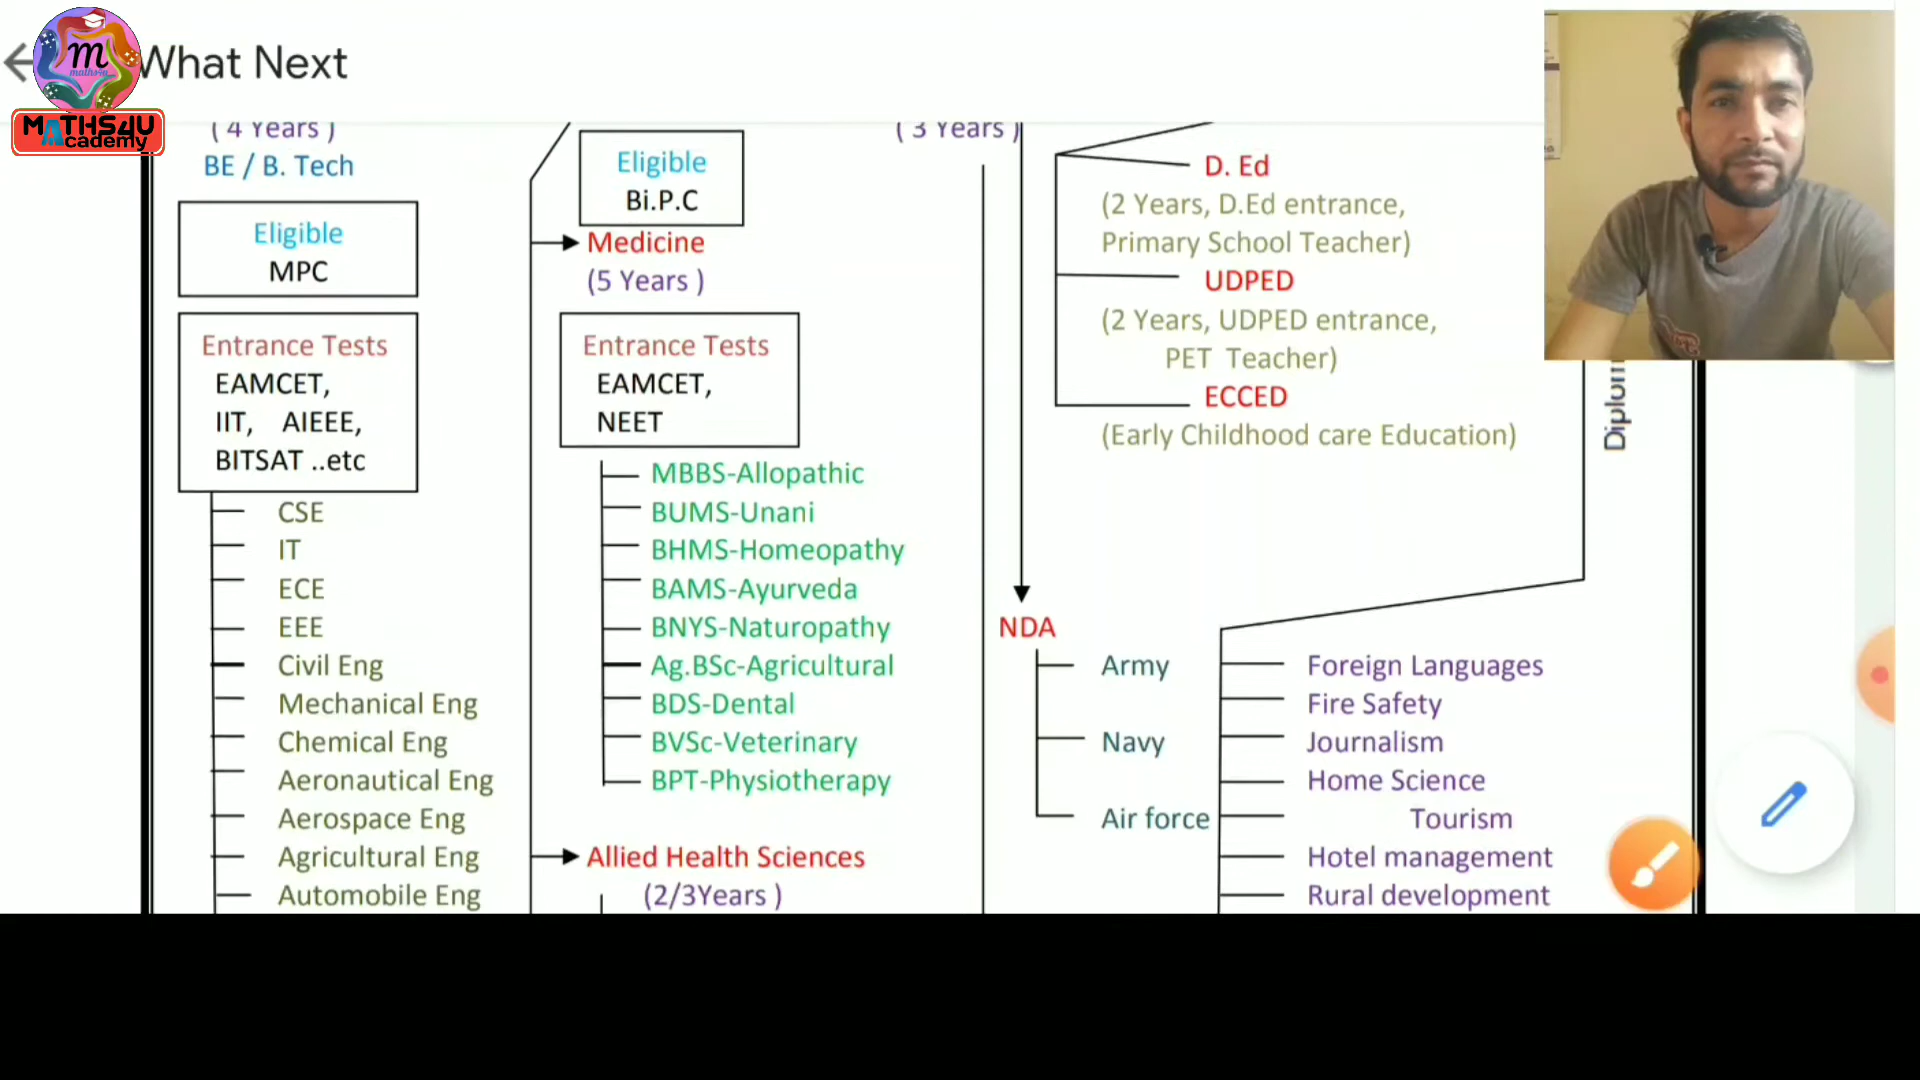 What Next
m
maths4u
MATHS4U
Academy
( 4 Years )
BE / B. Tech
Eligible
MPC
Entrance Tests
EAMCET,
IIT, AIEEE,
BITSAT ..etc
CSE
IT
ECE
EEE
Civil Eng
Mechanical Eng
Chemical Eng
Aeronautical Eng
Aerospace Eng
Agricultural Eng
Automobile Eng
Eligible
Bi.P.C
Medicine
(5 Years )
Entrance Tests
EAMCET,
NEET
MBBS-Allopathic
BUMS-Unani
BHMS-Homeopathy
BAMS-Ayurveda
BNYS-Naturopathy
Ag.BSc-Agricultural
BDS-Dental
BVSc-Veterinary
BPT-Physiotherapy
Allied Health Sciences
(2/3Years )
( 3 Years )
D. Ed
(2 Years, D.Ed entrance,
Primary School Teacher)
UDPED
(2 Years, UDPED entrance,
PET Teacher)
ECCED
(Early Childhood care Education)
NDA
Army
Navy
Air force
Foreign Languages
Fire Safety
Journalism
Home Science
Tourism
Hotel management
Rural development